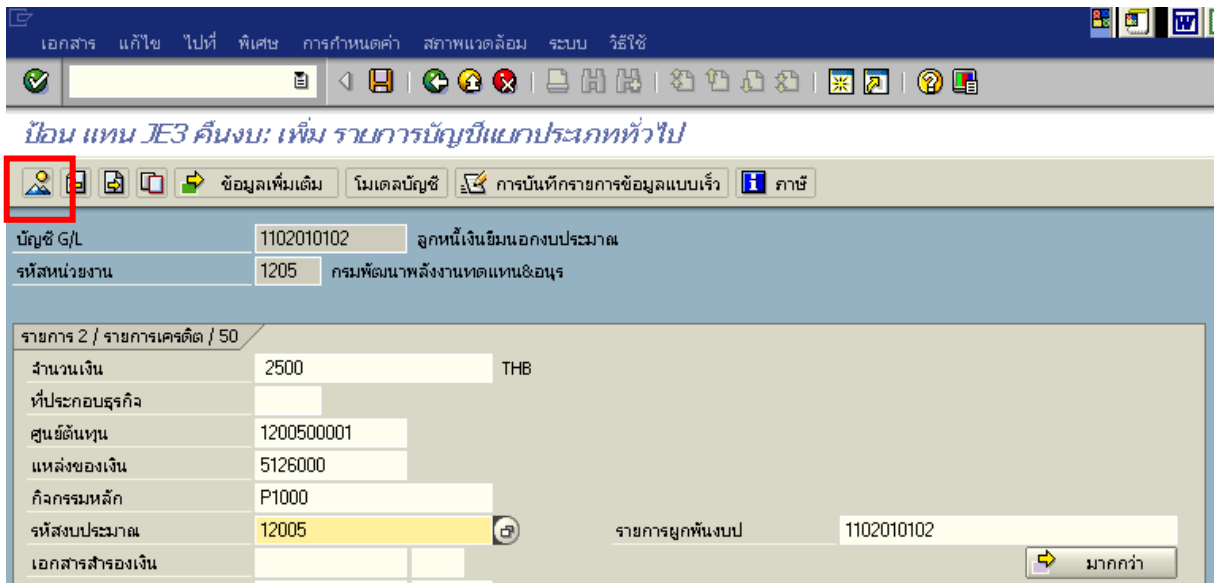 เอกสาร แก้ไข ไปที่ พิเศษ การกำหนดค่า สภาพแวดล้อม ระบบ วิธีใช้
ป้อน แทน JE3 คืนงบ: เพิ่ม รายการบัญชีแยกประเภททั่วไป
ข้อมูลเพิ่มเติม โมเดลบัญชี การบันทึกรายการข้อมูลแบบเร็ว ภาษี
บัญชี G/L 1102010102 ลูกหนี้เงินยืมนอกงบประมาณ
รหัสหน่วยงาน 1205 กรมพัฒนาพลังงานทดแทน&อนุร
รายการ 2 / รายการเครดิต / 50
จำนวนเงิน 2500 THB
ที่ประกอบธุรกิจ
ศูนย์ต้นทุน 1200500001
แหล่งของเงิน 5126000
กิจกรรมหลัก P1000
รหัสงบประมาณ 12005 รายการผูกพันงบป 1102010102
เอกสารสำรองเงิน มากกว่า